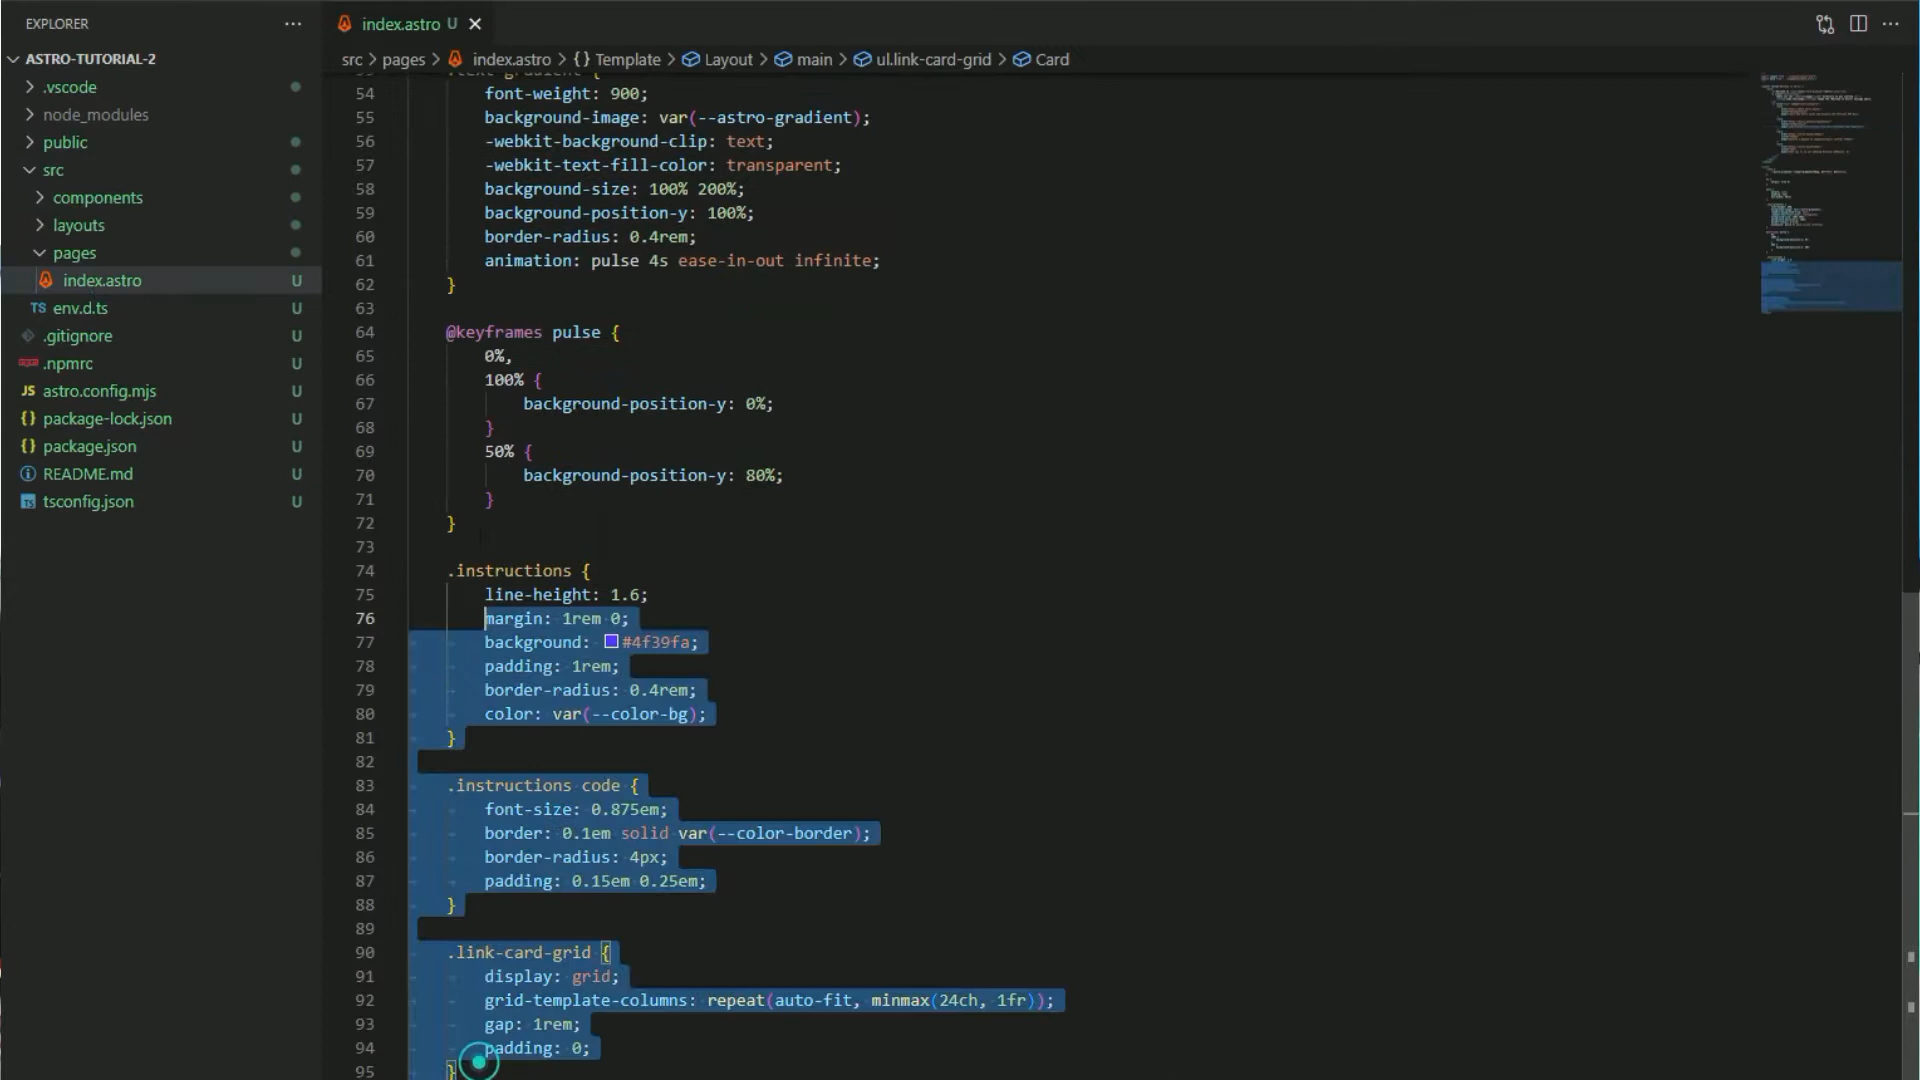 EXPLORER
ASTRO-TUTORIAL-2
.vscode
node_modules
public
src
components
layouts
pages
index.astro U
TS env.d.ts U
.gitignore U
.npmrc U
JS astro.config.mjs U
{} package-lock.json U
{} package.json U
README.md U
TS tsconfig.json U
index.astro U
src > pages > index.astro > {} Template > Layout > main > ul.link-card-grid > Card
.text-gradient {
54 font-weight: 900;
55 background-image: var(--astro-gradient);
56 -webkit-background-clip: text;
57 -webkit-text-fill-color: transparent;
58 background-size: 100% 200%;
59 background-position-y: 100%;
60 border-radius: 0.4rem;
61 animation: pulse 4s ease-in-out infinite;
62 }
63
64 @keyframes pulse {
65 0%,
66 100% {
67 background-position-y: 0%;
68 }
69 50% {
70 background-position-y: 80%;
71 }
72 }
73
74 .instructions {
75 line-height: 1.6;
76 margin: 1rem 0;
77 background: #4f39fa;
78 padding: 1rem;
79 border-radius: 0.4rem;
80 color: var(--color-bg);
81 }
82
83 .instructions code {
84 font-size: 0.875em;
85 border: 0.1em solid var(--color-border);
86 border-radius: 4px;
87 padding: 0.15em 0.25em;
88 }
89
90 .link-card-grid {
91 display: grid;
92 grid-template-columns: repeat(auto-fit, minmax(24ch, 1fr));
93 gap: 1rem;
94 padding: 0;
95 }